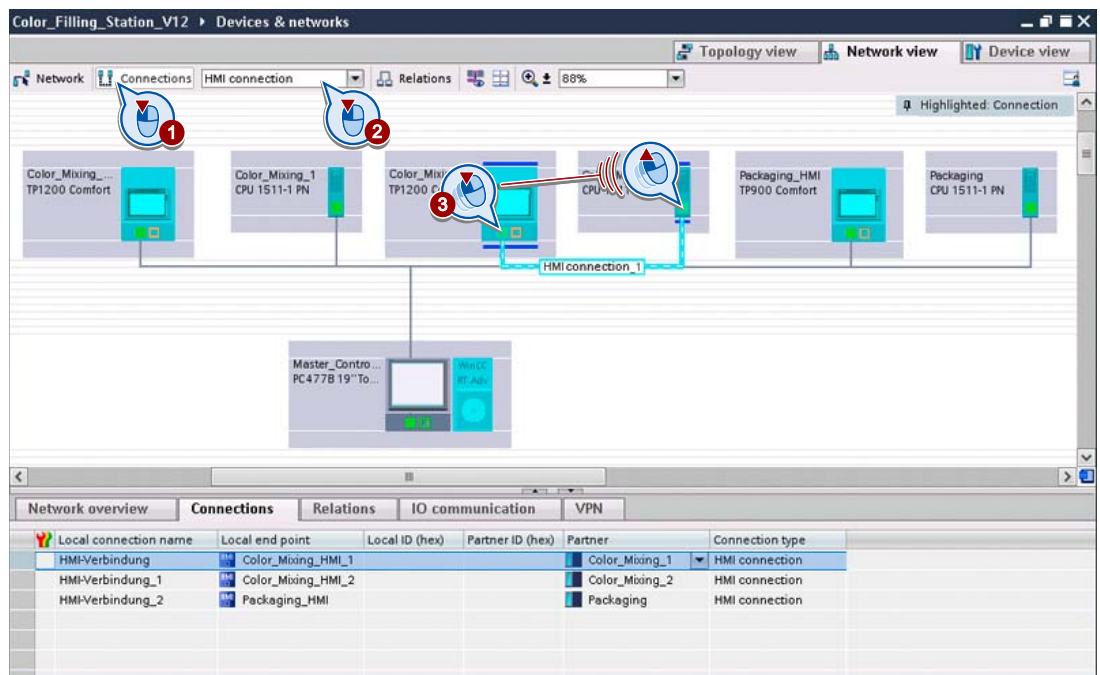 Color_Filling_Station_V12 ▸ Devices & networks
Topology view Network view Device view
Network Connections HMI connection Relations 88%
Highlighted: Connection
1 2
Color_Mixing_... Color_Mixing_1 Packaging_HMI Packaging
TP1200 Comfort CPU 1511-1 PN TP900 Comfort CPU 1511-1 PN
3
HMI connection_1
Master_Contro...
PC477B 19"To...
WinCC
RT Adv
Network overview Connections Relations IO communication VPN
Local connection name Local end point Local ID (hex) Partner ID (hex) Partner Connection type
HMI-Verbindung Color_Mixing_HMI_1 Color_Mixing_1 HMI connection
HMI-Verbindung_1 Color_Mixing_HMI_2 Color_Mixing_2 HMI connection
HMI-Verbindung_2 Packaging_HMI Packaging HMI connection